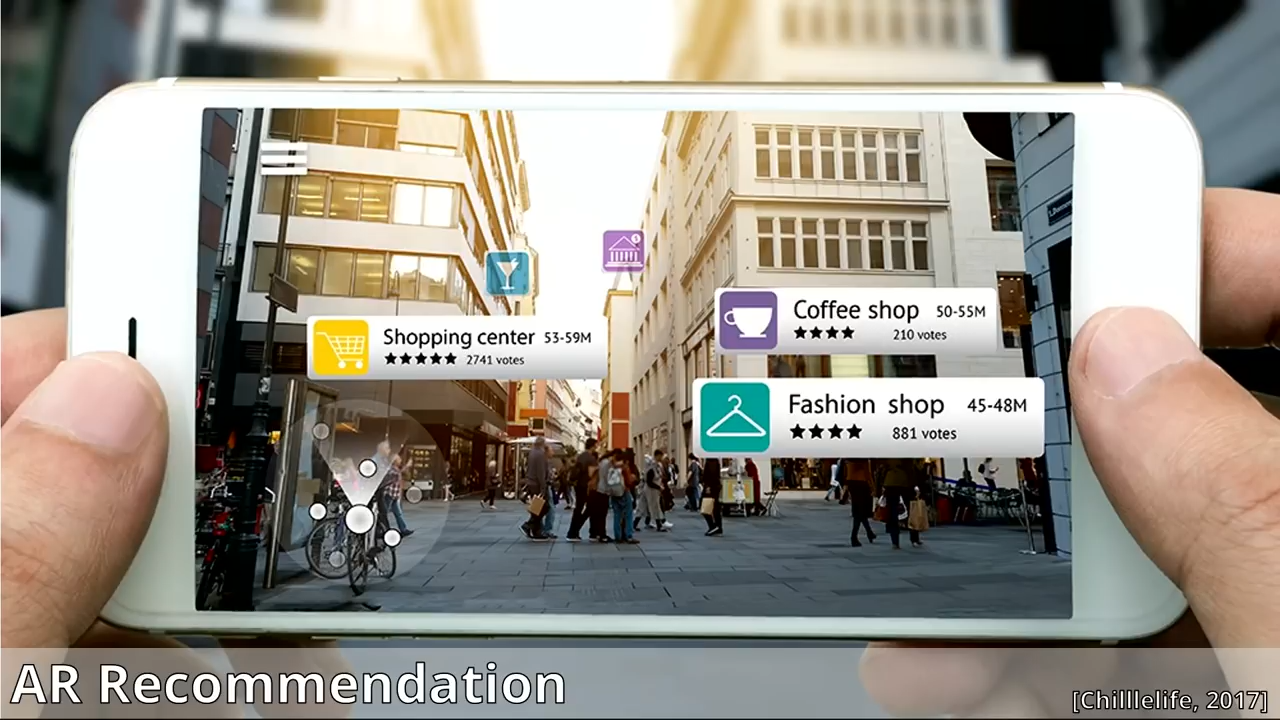 Shopping center 53-59M
★★★★★ 2741 votes
Coffee shop 50-55M
★★★★ 210 votes
Fashion shop 45-48M
★★★★ 881 votes
AR Recommendation
[Chilllelife, 2017]